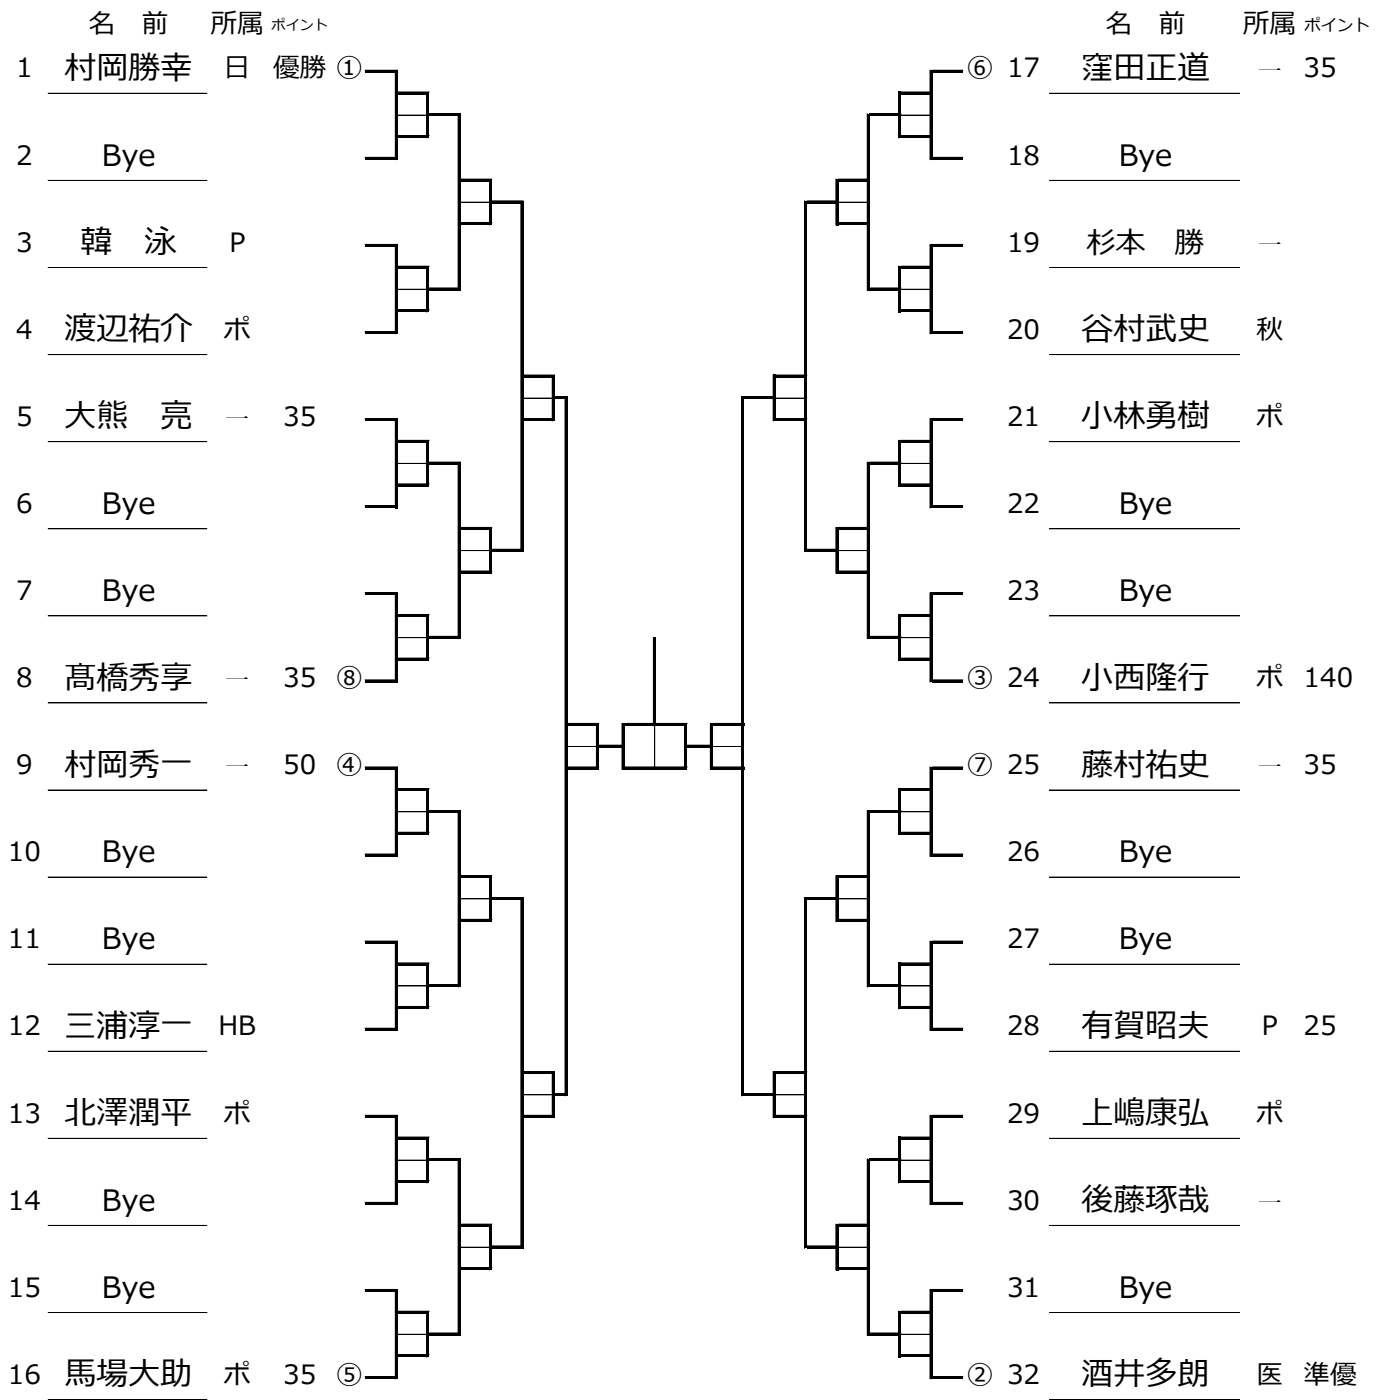 名　前 所属 ポイント
1 村岡勝幸 日 優勝 ①
2 Bye
3 韓　泳 P
4 渡辺祐介 ポ
5 大熊　亮 一 35
6 Bye
7 Bye
8 髙橋秀享 一 35 ⑧
9 村岡秀一 一 50 ④
10 Bye
11 Bye
12 三浦淳一 HB
13 北澤潤平 ポ
14 Bye
15 Bye
16 馬場大助 ポ 35 ⑤
名　前 所属 ポイント
⑥ 17 窪田正道 一 35
18 Bye
19 杉本　勝 一
20 谷村武史 秋
21 小林勇樹 ポ
22 Bye
23 Bye
③ 24 小西隆行 ポ 140
⑦ 25 藤村祐史 一 35
26 Bye
27 Bye
28 有賀昭夫 P 25
29 上嶋康弘 ポ
30 後藤琢哉 一
31 Bye
② 32 酒井多朗 医 準優